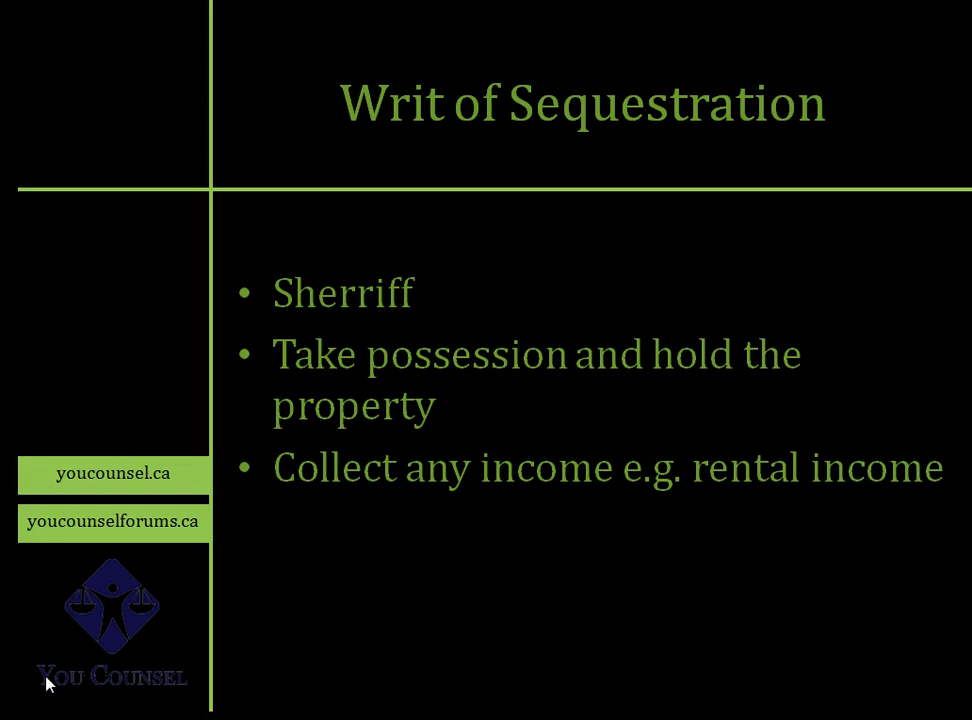 Writ of Sequestration
• Sherriff
• Take possession and hold the
property
• Collect any income e.g. rental income
youcounsel.ca
youcounselforums.ca
YOU COUNSEL